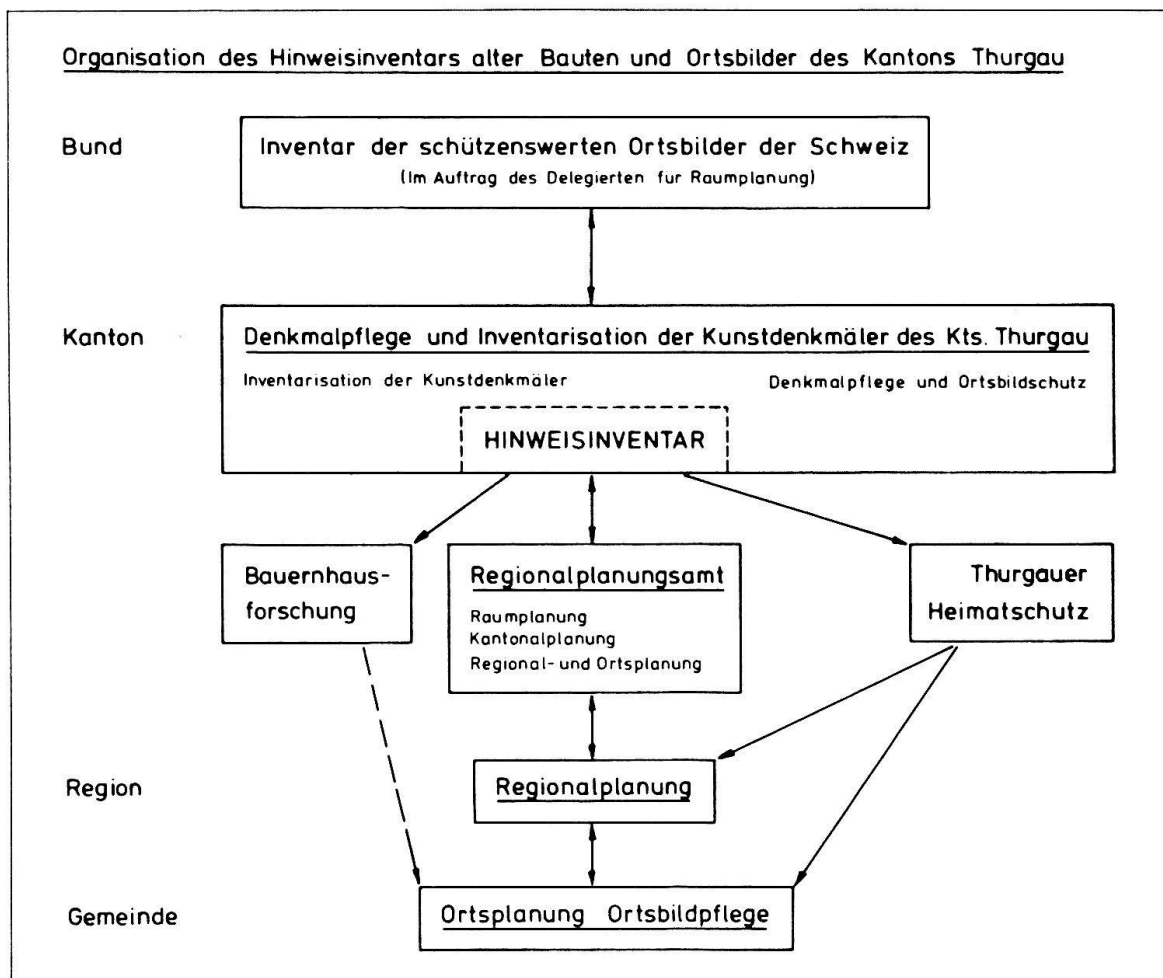 Organisation des Hinweisinventars alter Bauten und Ortsbilder des Kantons Thurgau
Bund
Inventar der schützenswerten Ortsbilder der Schweiz
(Im Auftrag des Delegierten für Raumplanung)
Kanton
Denkmalpflege und Inventarisation der Kunstdenkmäler des Kts. Thurgau
Inventarisation der Kunstdenkmäler
Denkmalpflege und Ortsbildschutz
HINWEISINVENTAR
Bauernhaus-
forschung
Regionalplanungsamt
Raumplanung
Kantonalplanung
Regional- und Ortsplanung
Thurgauer
Heimatschutz
Region
Regionalplanung
Gemeinde
Ortsplanung Ortsbildpflege